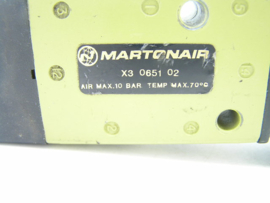 MARTONAIR
X3 0651 02
AIR MAX.10 BAR TEMP MAX.70°C